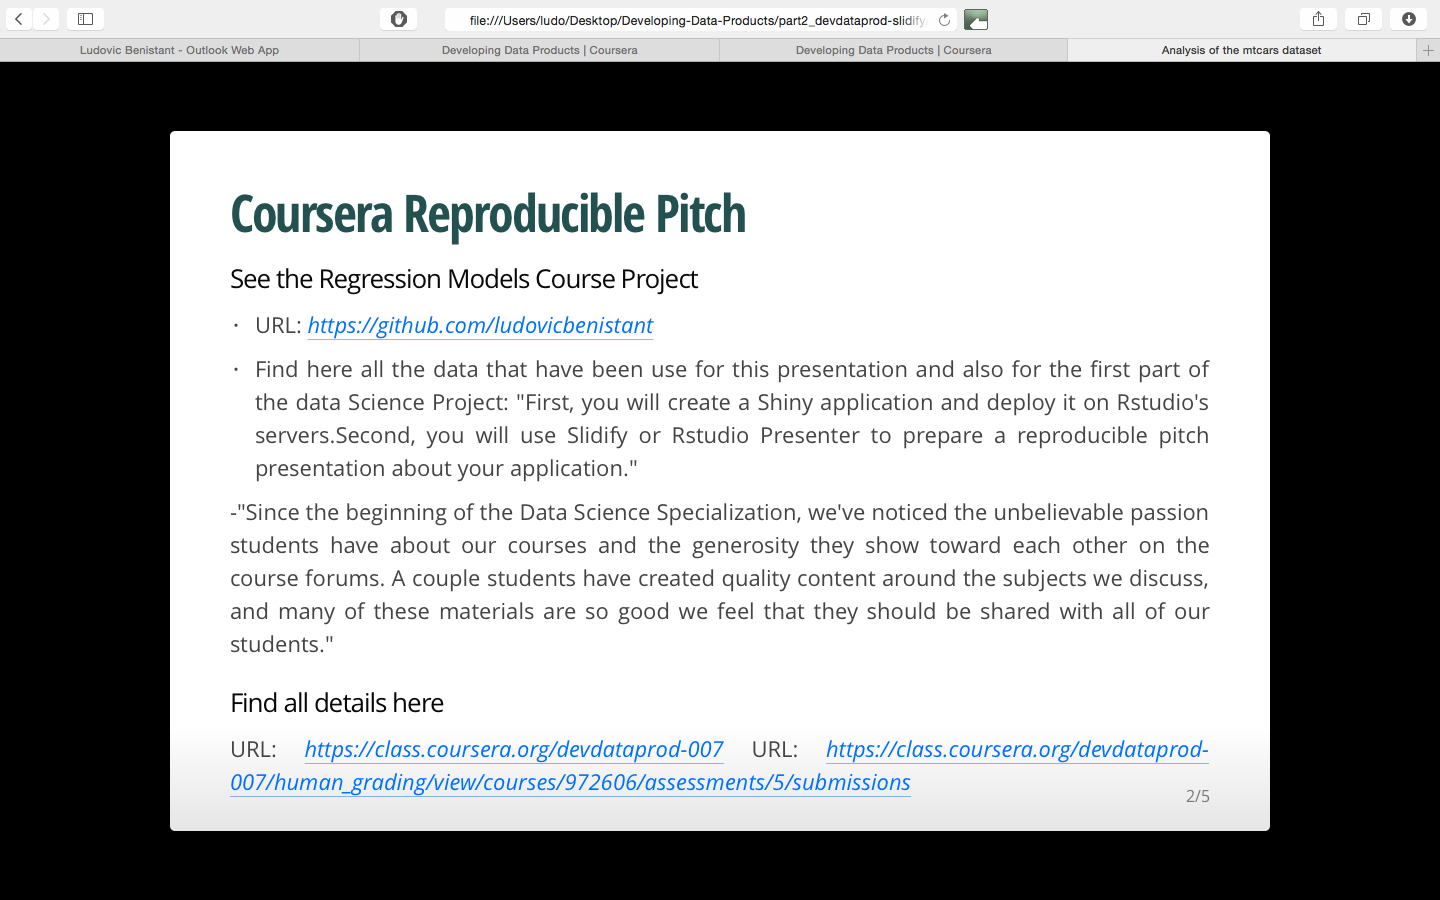 file:///Users/ludo/Desktop/Developing-Data-Products/part2_devdataprod-slidify
Ludovic Benistant - Outlook Web App
Developing Data Products | Coursera
Developing Data Products | Coursera
Analysis of the mtcars dataset
Coursera Reproducible Pitch
See the Regression Models Course Project
· URL: https://github.com/ludovicbenistant
· Find here all the data that have been use for this presentation and also for the first part of
the data Science Project: "First, you will create a Shiny application and deploy it on Rstudio's
servers.Second, you will use Slidify or Rstudio Presenter to prepare a reproducible pitch
presentation about your application."
-"Since the beginning of the Data Science Specialization, we've noticed the unbelievable passion
students have about our courses and the generosity they show toward each other on the
course forums. A couple students have created quality content around the subjects we discuss,
and many of these materials are so good we feel that they should be shared with all of our
students."
Find all details here
URL: https://class.coursera.org/devdataprod-007 URL: https://class.coursera.org/devdataprod-
007/human_grading/view/courses/972606/assessments/5/submissions
2/5